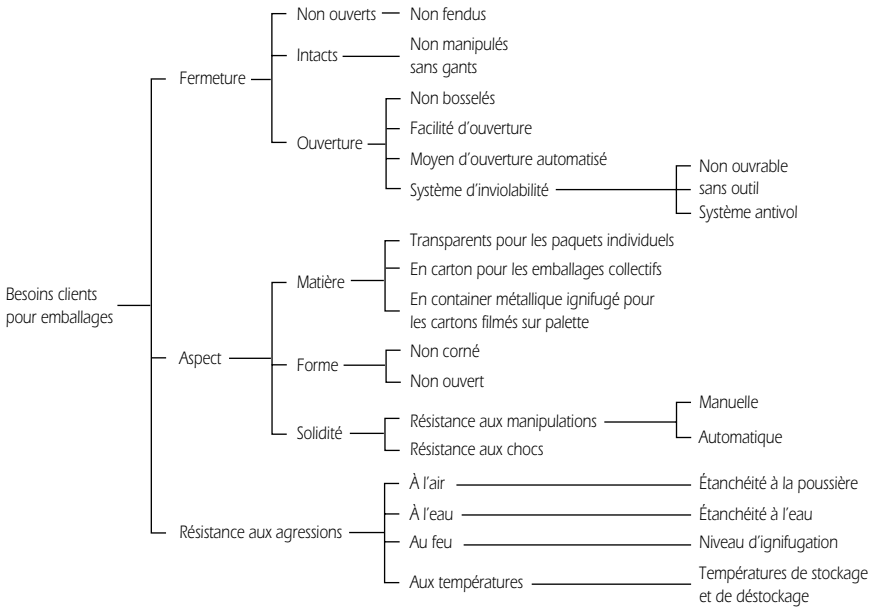 Besoins clients
pour emballages
Fermeture
Non ouverts
Non fendus
Intacts
Non manipulés
sans gants
Ouverture
Non bosselés
Facilité d'ouverture
Moyen d'ouverture automatisé
Système d'inviolabilité
Non ouvrable
sans outil
Système antivol
Aspect
Matière
Transparents pour les paquets individuels
En carton pour les emballages collectifs
En container métallique ignifugé pour
les cartons filmés sur palette
Forme
Non corné
Non ouvert
Solidité
Résistance aux manipulations
Manuelle
Automatique
Résistance aux chocs
Résistance aux agressions
À l'air
Étanchéité à la poussière
À l'eau
Étanchéité à l'eau
Au feu
Niveau d'ignifugation
Aux températures
Températures de stockage
et de déstockage